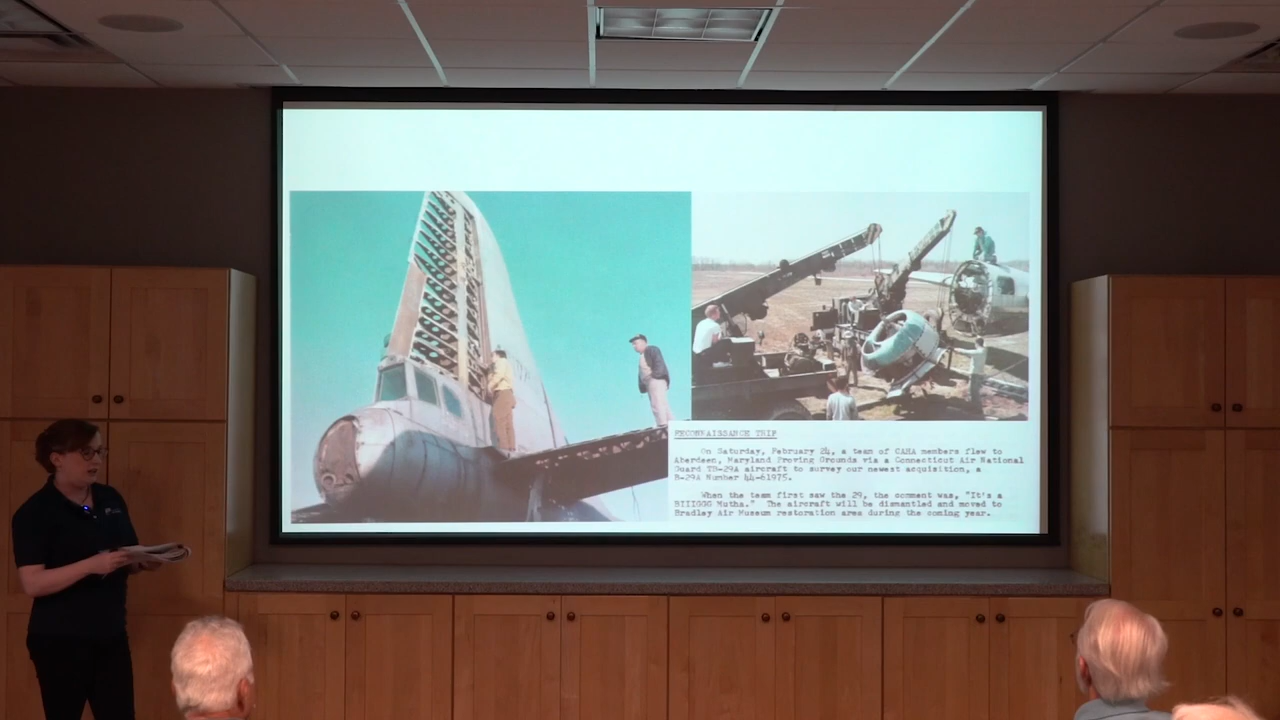 RECONNAISSANCE TRIP
On Saturday, February 24, a team of CAHA members flew to
Aberdeen, Maryland Proving Grounds via a Connecticut Air National
Guard TB-29A aircraft to survey our newest acquisition, a
B-29A Number 44-61975.
When the team first saw the 29, the comment was, "It's a
BIIIGGG Mutha." The aircraft will be dismantled and moved to
Bradley Air Museum restoration area during the coming year.